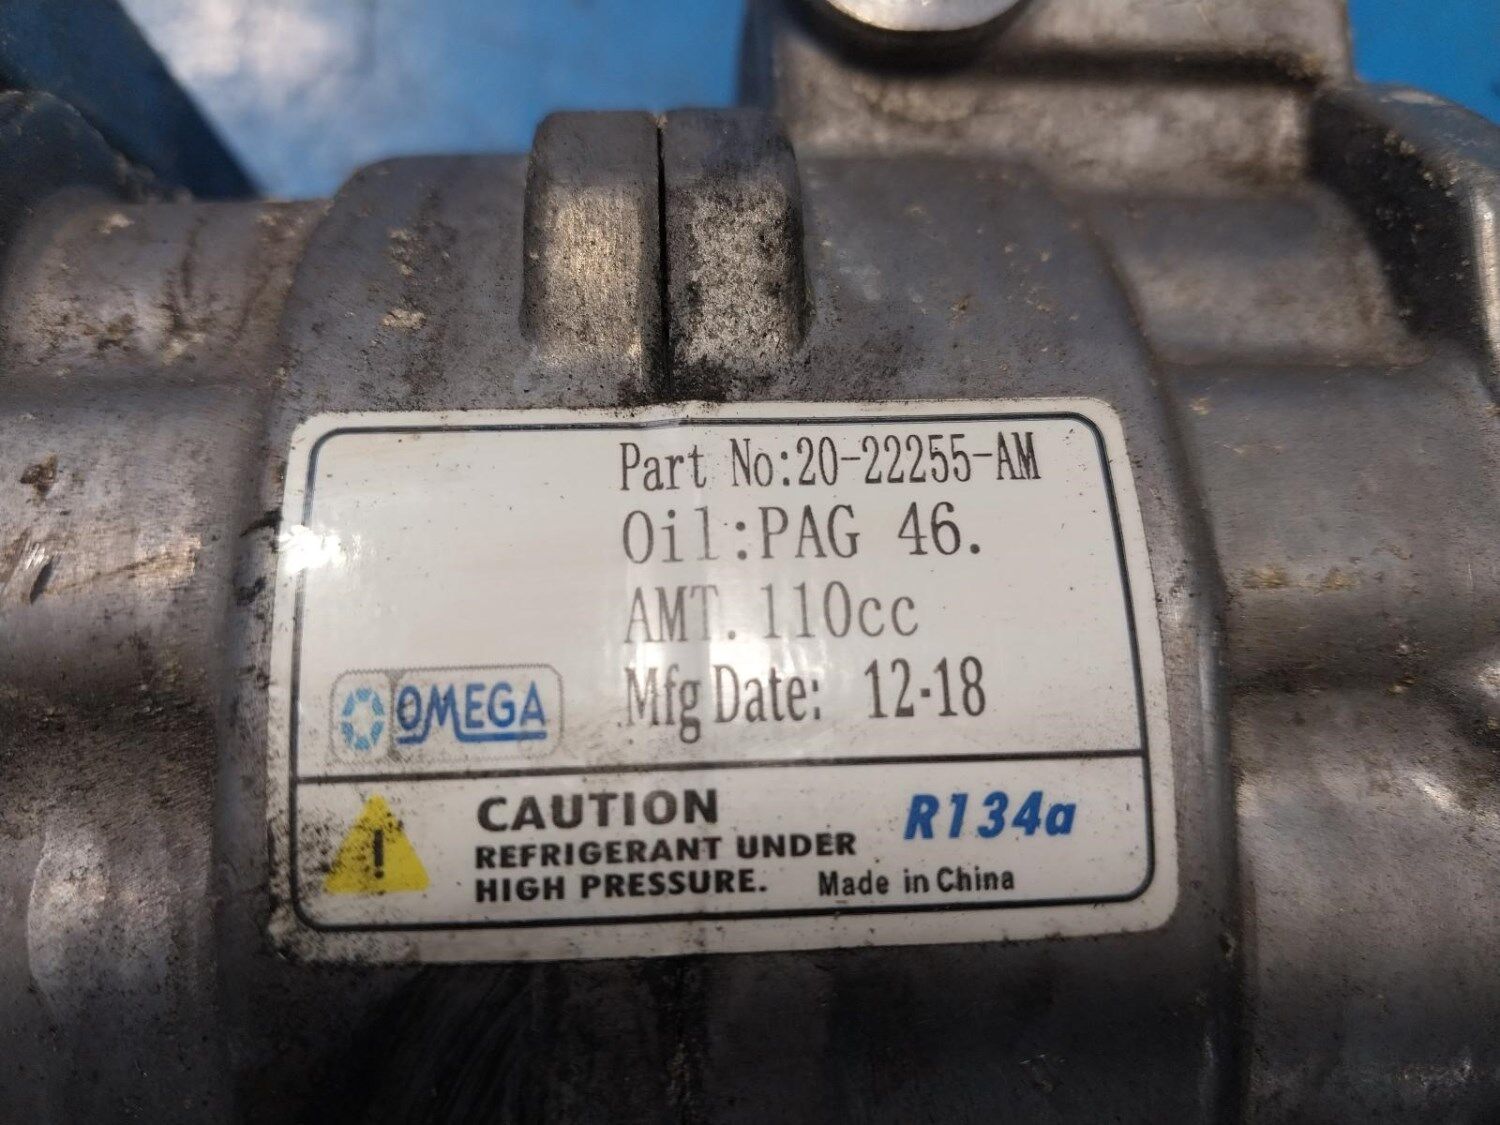 Part No:20-22255-AM
Oil:PAG 46.
AMT.110cc
OMEGA
Mfg Date: 12-18
!
CAUTION
REFRIGERANT UNDER
HIGH PRESSURE.
R134a
Made in China